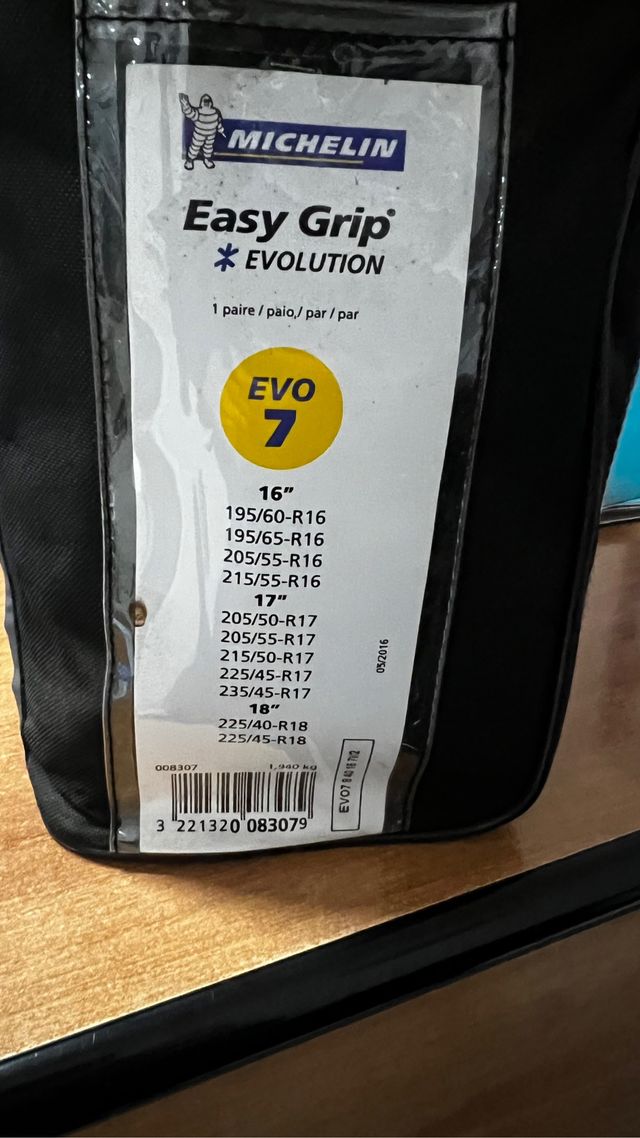 MICHELIN
Easy Grip®
* EVOLUTION
1 paire / paio / par / par
EVO
7
16"
195/60-R16
195/65-R16
205/55-R16
215/55-R16
17"
205/50-R17
205/55-R17
215/50-R17
225/45-R17
235/45-R17
18"
225/40-R18
225/45-R18
03/2016
008307 1,940 kg
3 221320 083079
EVO7